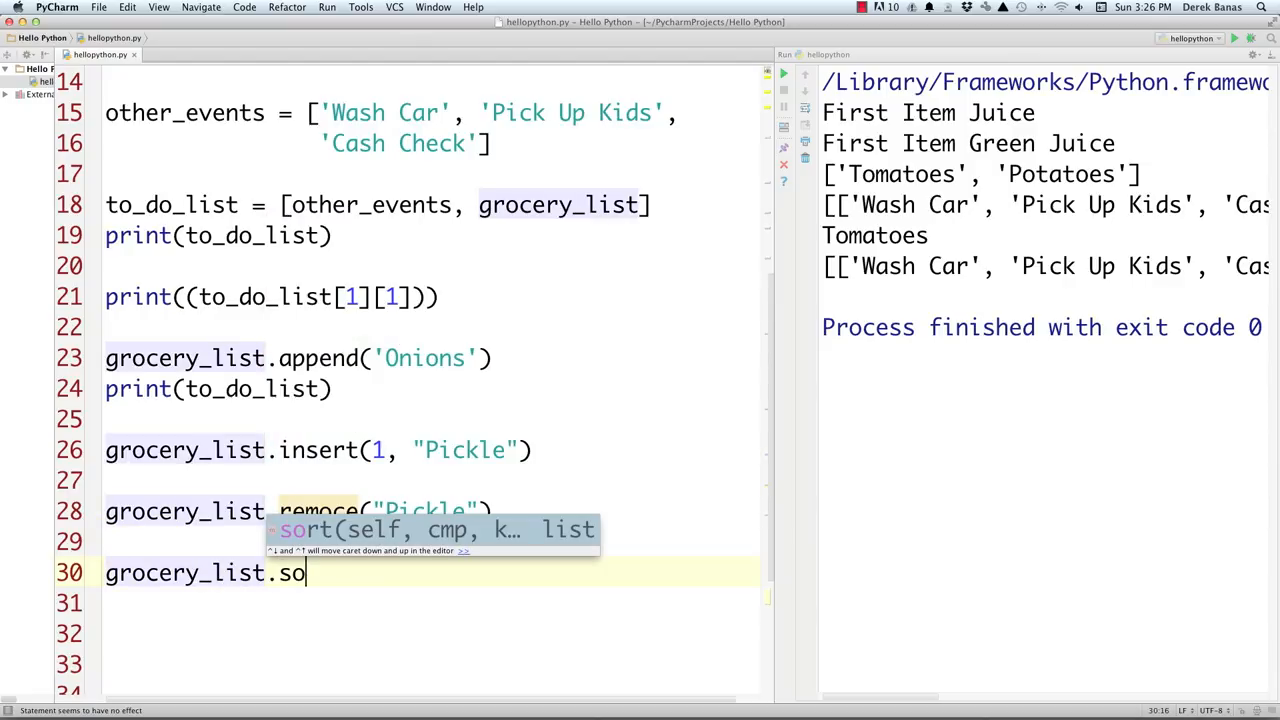 PyCharm File Edit View Navigate Code Refactor Run Tools VCS Window Help 10 Sun 3:26 PM Derek Banas
hellopython.py – Hello Python – [~/PycharmProjects/Hello Python]
Hello Python hellopython.py hellopython
hellopython.py Run hellopython
Hello P
hell
Externa
14
15 other_events = ['Wash Car', 'Pick Up Kids',
16 'Cash Check']
17
18 to_do_list = [other_events, grocery_list]
19 print(to_do_list)
20
21 print((to_do_list[1][1]))
22
23 grocery_list.append('Onions')
24 print(to_do_list)
25
26 grocery_list.insert(1, "Pickle")
27
28 grocery_list.remoce("Pickle")
29
sort(self, cmp, k… list
^↓ and ^↑ will move caret down and up in the editor >>
30 grocery_list.so
31
32
33
34
/Library/Frameworks/Python.framewo
First Item Juice
First Item Green Juice
['Tomatoes', 'Potatoes']
[['Wash Car', 'Pick Up Kids', 'Cas
Tomatoes
[['Wash Car', 'Pick Up Kids', 'Cas
Process finished with exit code 0
Statement seems to have no effect 30:16 LF UTF-8